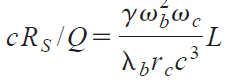 cR_S/Q = \frac{\gamma \omega_b^2 \omega_c}{\lambda_b r_c c^3} L